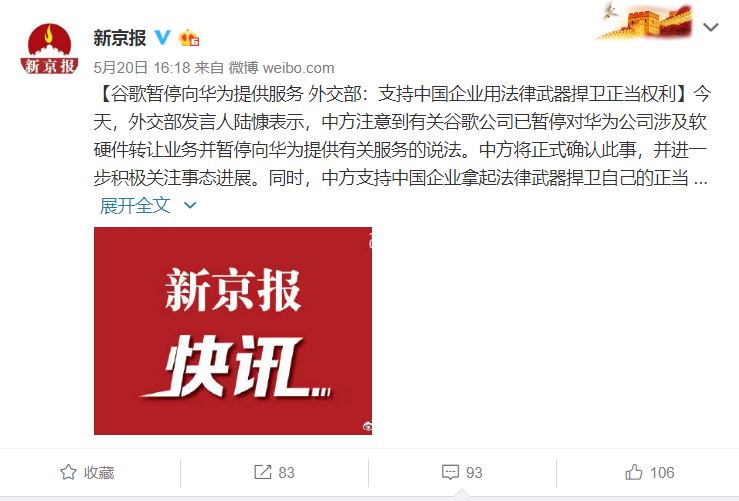 新京报
新京报
5月20日 16:18 来自 微博 weibo.com
【谷歌暂停向华为提供服务 外交部：支持中国企业用法律武器捍卫正当权利】今
天，外交部发言人陆慷表示，中方注意到有关谷歌公司已暂停对华为公司涉及软
硬件转让业务并暂停向华为提供有关服务的说法。中方将正式确认此事，并进一
步积极关注事态进展。同时，中方支持中国企业拿起法律武器捍卫自己的正当 ...
展开全文
新京报
快讯...
收藏
83
93
106